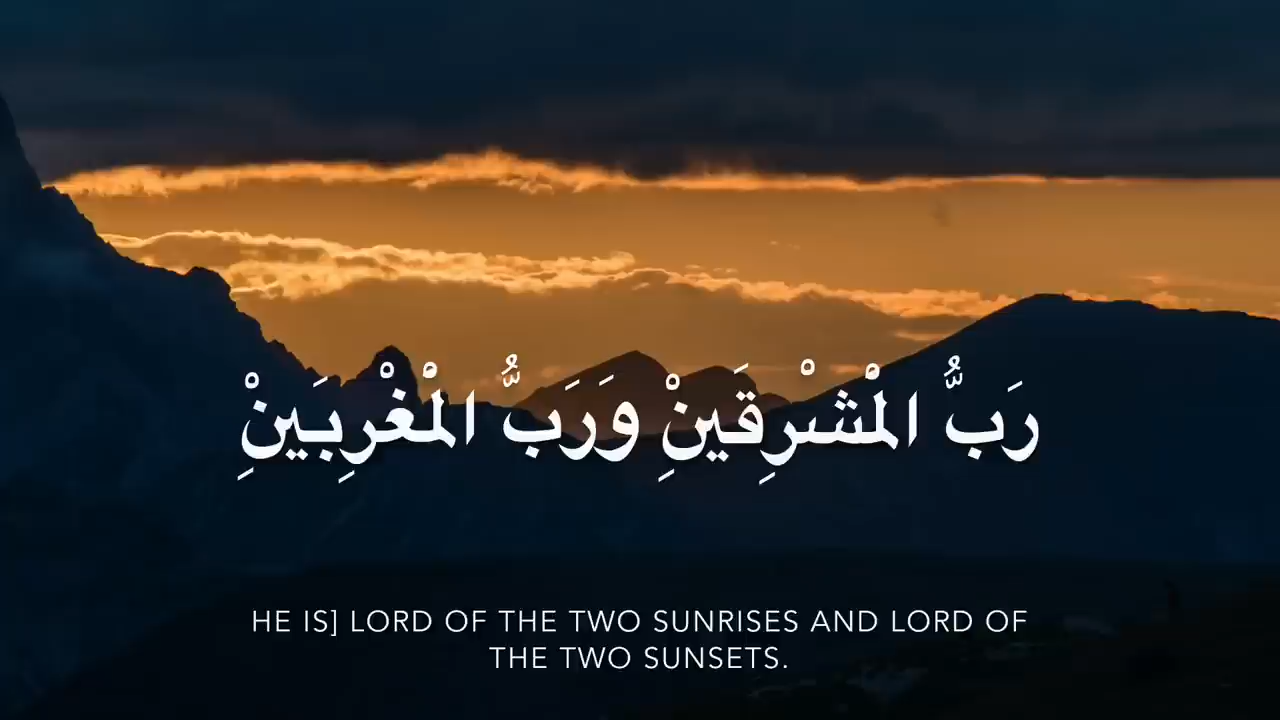 رَبُّ الْمَشْرِقَيْنِ وَرَبُّ الْمَغْرِبَيْنِ
HE IS] LORD OF THE TWO SUNRISES AND LORD OF
THE TWO SUNSETS.